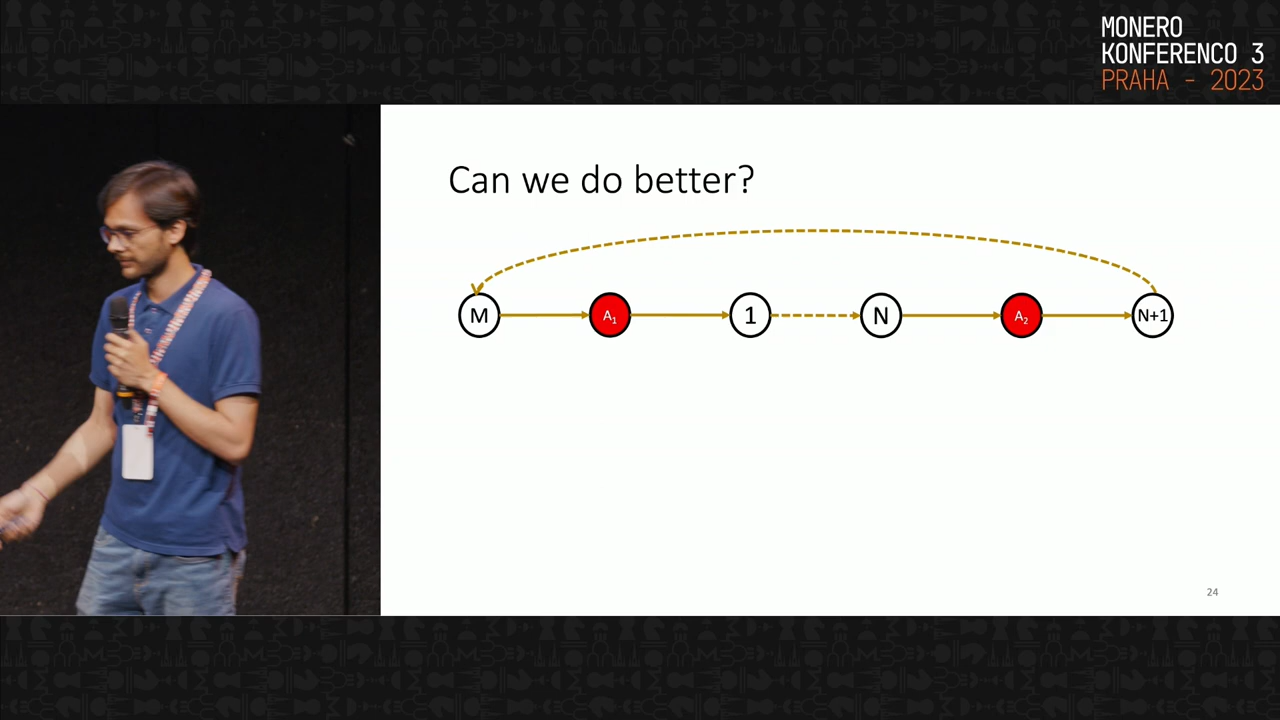 MONERO
KONFERENCO 3
PRAHA - 2023
Can we do better?
M
A₁
1
N
A₂
N+1
24